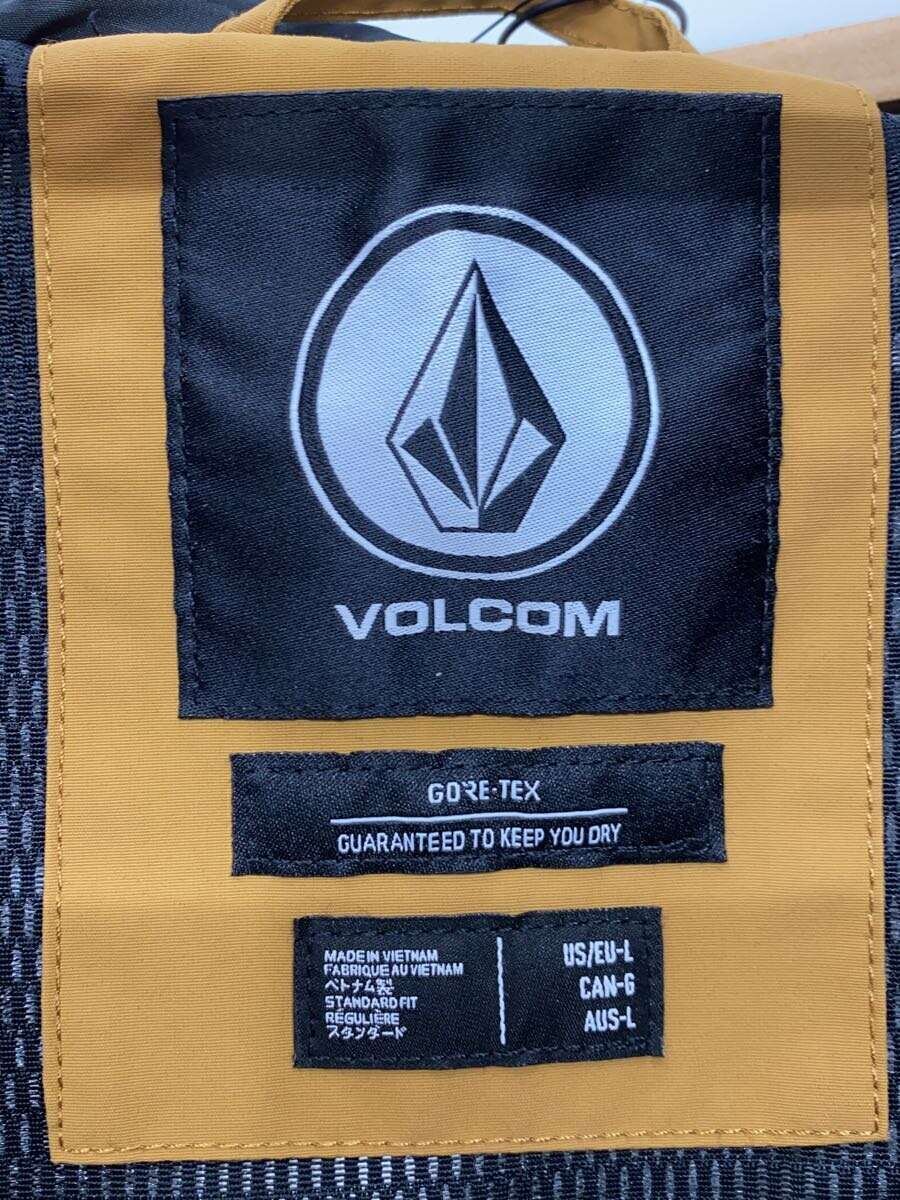 VOLCOM
GORE-TEX
GUARANTEED TO KEEP YOU DRY
MADE IN VIETNAM
FABRIQUE AU VIETNAM
ベトナム製
STANDARD FIT
RÉGULIÈRE
スタンダード
US/EU-L
CAN-G
AUS-L